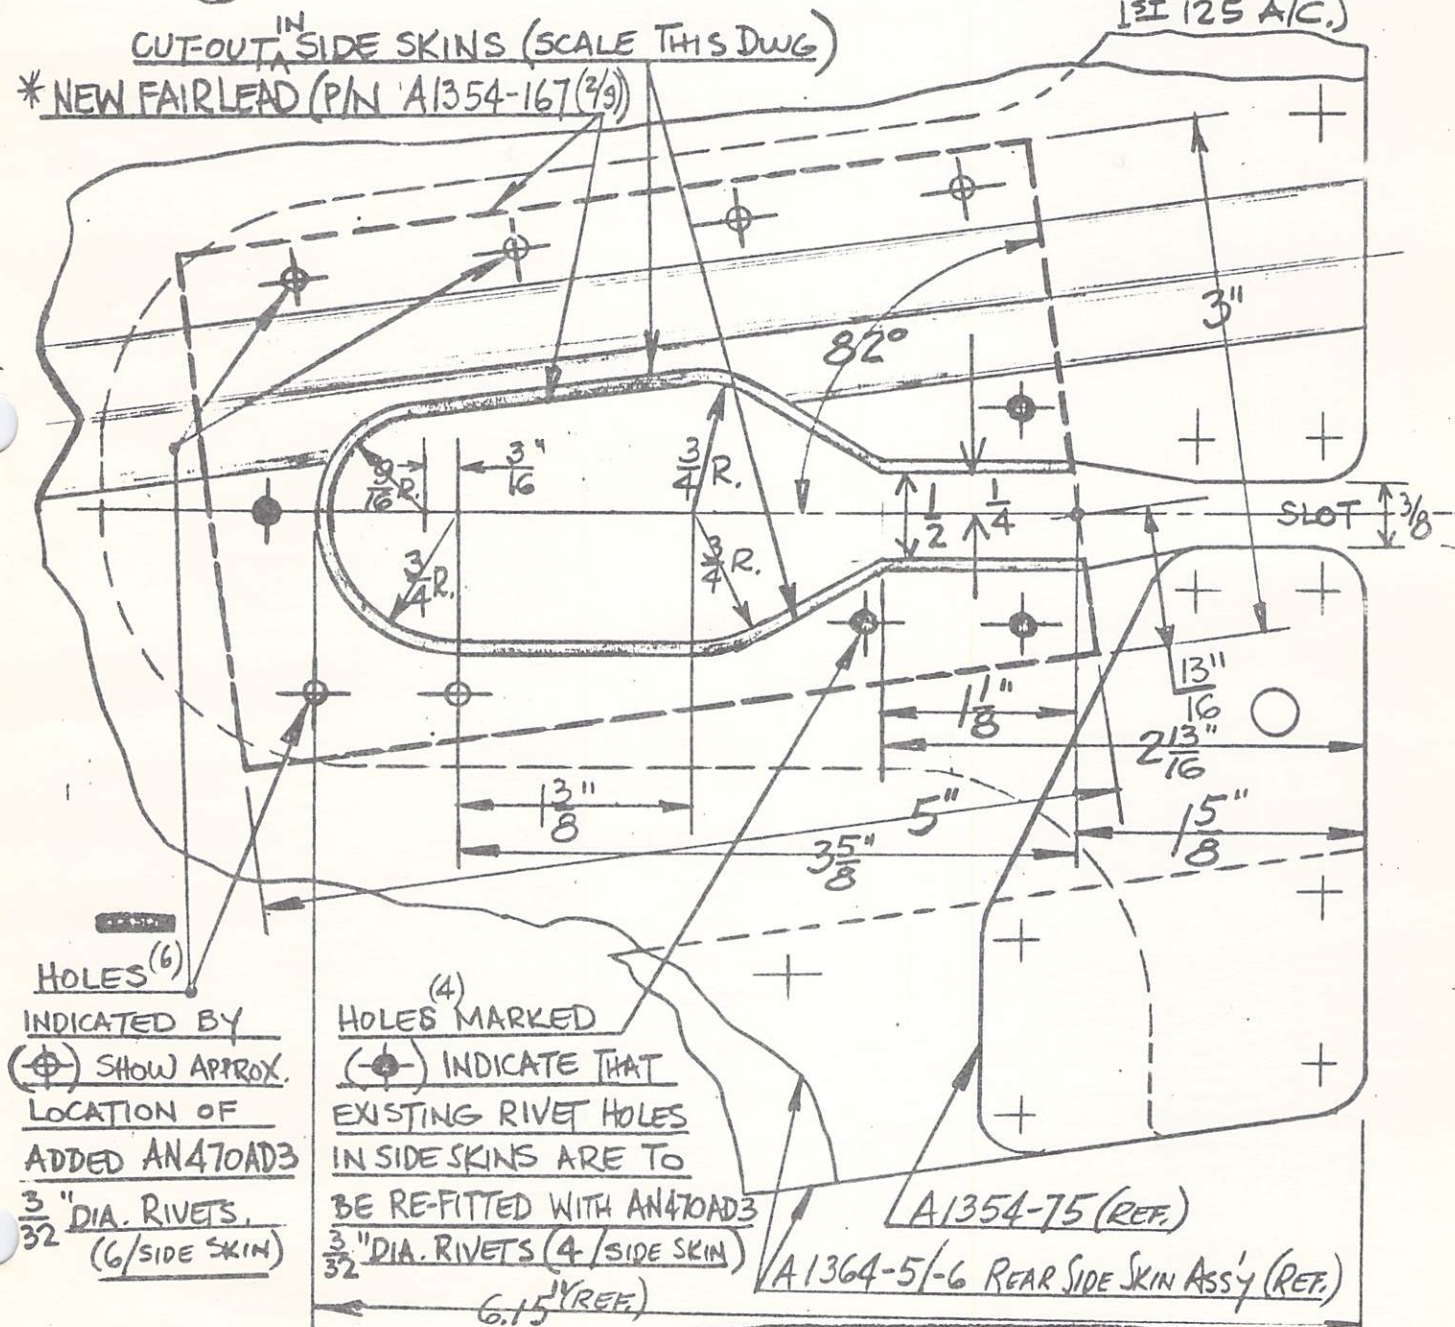 1ST 125 A/C.)
IN
CUT-OUT SIDE SKINS (SCALE THIS DWG)
* NEW FAIRLEAD (P/N A1354-167 (2/9))
3"
82°
9/16 R.
3/16"
3/4 R.
1/2
1/4
SLOT
3/8
3/4 R.
3/4 R.
13/16"
1 1/8"
2 13/16"
1 3/8"
5"
3 5/8"
1 5/8"
HOLES (6)
INDICATED BY
( ) SHOW APPROX.
LOCATION OF
ADDED AN470AD3
3/32" DIA. RIVETS.
(6/SIDE SKIN)
(4)
HOLES MARKED
( ) INDICATE THAT
EXISTING RIVET HOLES
IN SIDE SKINS ARE TO
BE RE-FITTED WITH AN470AD3
3/32" DIA. RIVETS (4/SIDE SKIN)
A1354-75 (REF.)
A1364-5/-6 REAR SIDE SKIN ASS'Y (REF.)
6.15" (REF.)